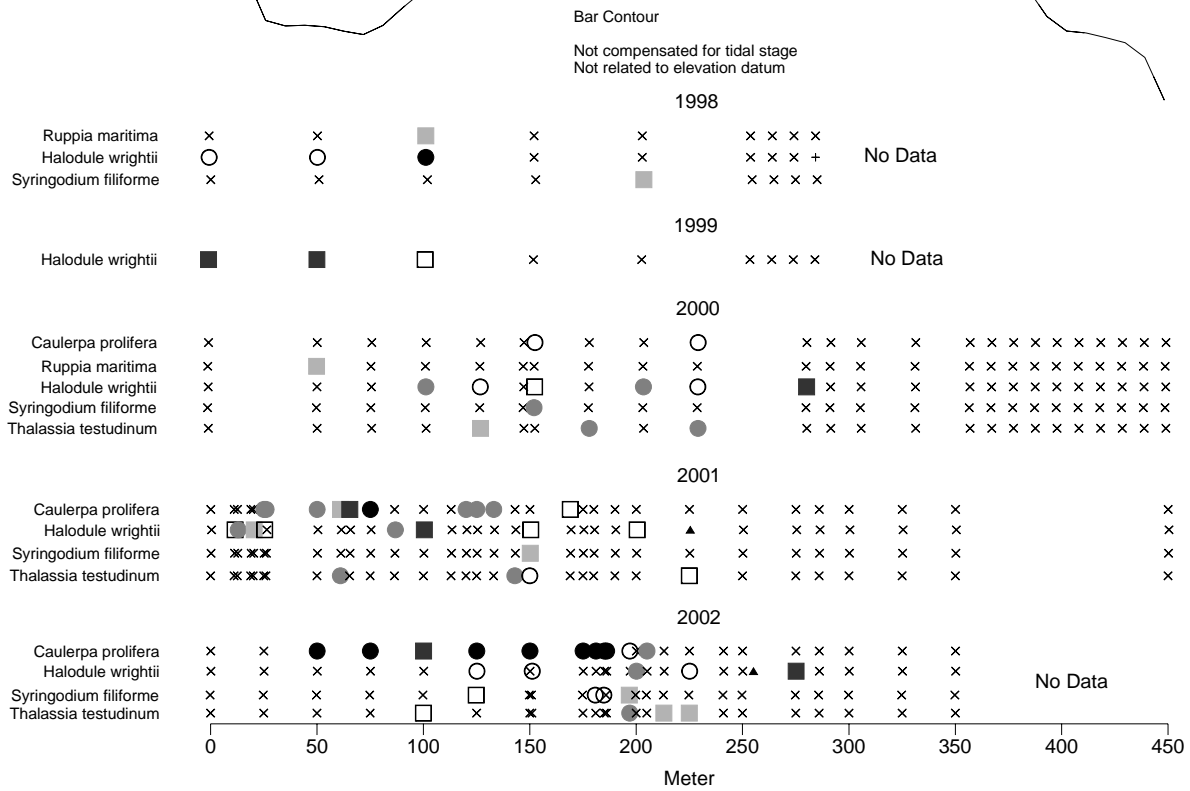 Bar Contour
Not compensated for tidal stage
Not related to elevation datum
1998
Ruppia maritima
Halodule wrightii
Syringodium filiforme
No Data
1999
Halodule wrightii
No Data
2000
Caulerpa prolifera
Ruppia maritima
Halodule wrightii
Syringodium filiforme
Thalassia testudinum
2001
Caulerpa prolifera
Halodule wrightii
Syringodium filiforme
Thalassia testudinum
2002
Caulerpa prolifera
Halodule wrightii
Syringodium filiforme
Thalassia testudinum
No Data
0 50 100 150 200 250 300 350 400 450
Meter